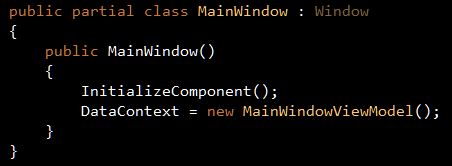 public partial class MainWindow : Window
{
    public MainWindow()
    {
        InitializeComponent();
        DataContext = new MainWindowViewModel();
    }
}